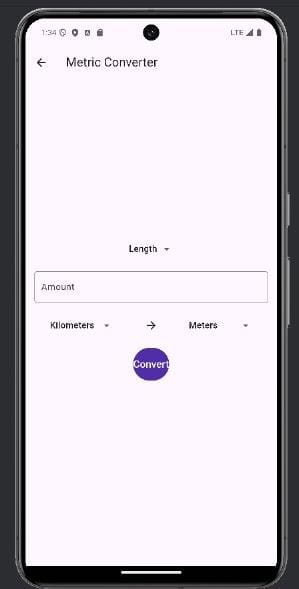 1:34 LTE
Metric Converter
Length
Amount
Kilometers Meters
Convert